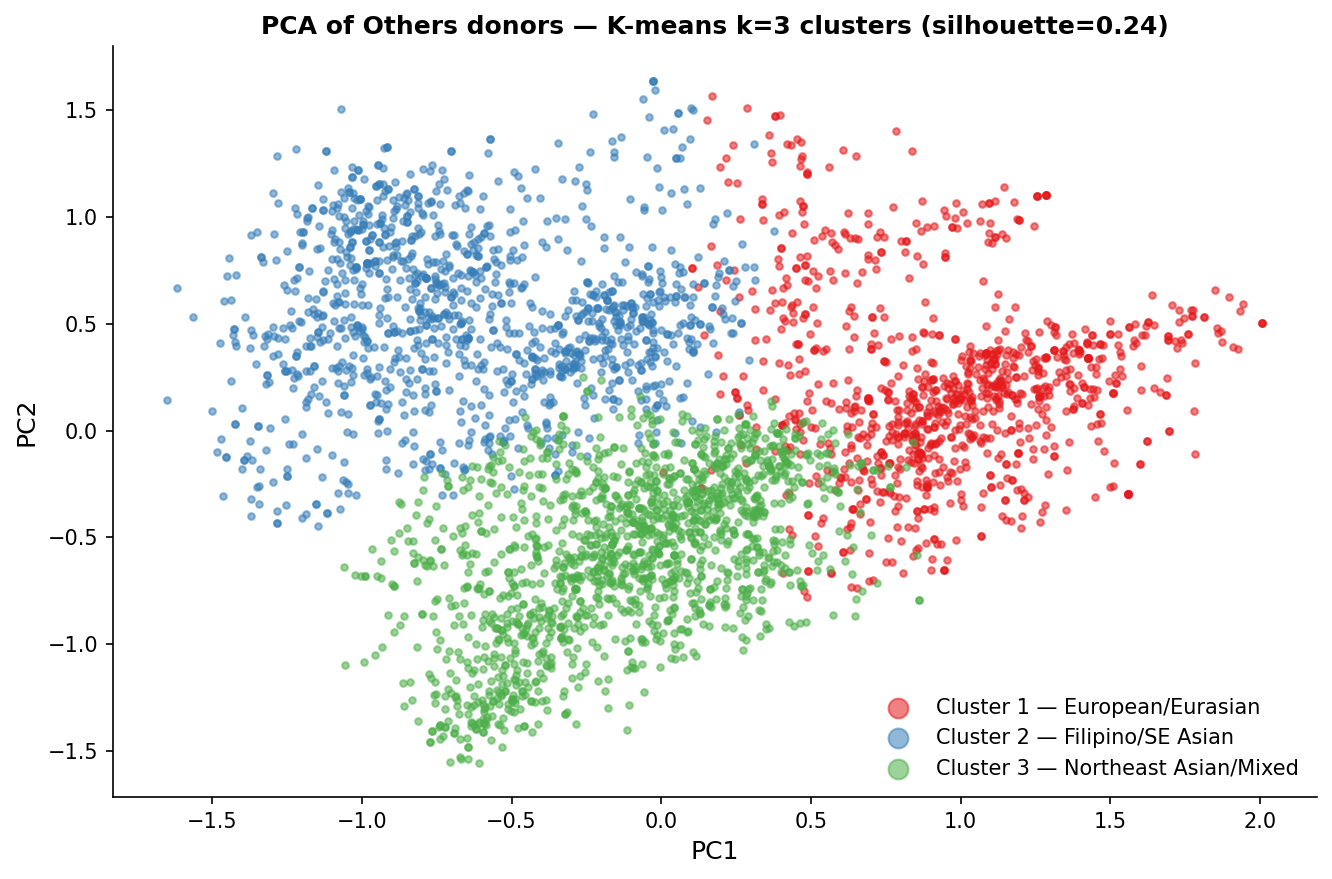 PCA of Others donors — K-means k=3 clusters (silhouette=0.24)
PC2
1.5
1.0
0.5
0.0
−0.5
−1.0
−1.5
Cluster 1 — European/Eurasian
Cluster 2 — Filipino/SE Asian
Cluster 3 — Northeast Asian/Mixed
−1.5 −1.0 −0.5 0.0 0.5 1.0 1.5 2.0
PC1